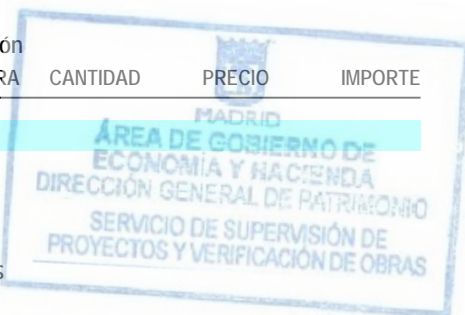 ón
RA CANTIDAD PRECIO IMPORTE
MADRID
ÁREA DE GOBIERNO DE
ECONOMÍA Y HACIENDA
DIRECCIÓN GENERAL DE PATRIMONIO
SERVICIO DE SUPERVISIÓN DE
PROYECTOS Y VERIFICACIÓN DE OBRAS
s